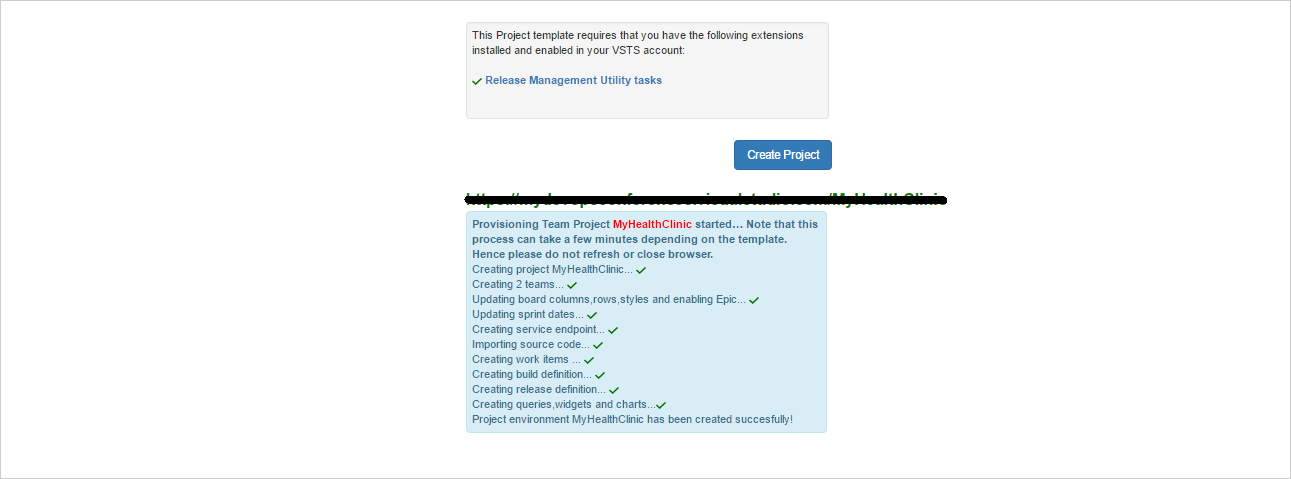 This Project template requires that you have the following extensions
installed and enabled in your VSTS account:
Release Management Utility tasks
Create Project
Provisioning Team Project MyHealthClinic started... Note that this
process can take a few minutes depending on the template.
Hence please do not refresh or close browser.
Creating project MyHealthClinic...
Creating 2 teams...
Updating board columns,rows,styles and enabling Epic...
Updating sprint dates...
Creating service endpoint...
Importing source code...
Creating work items ...
Creating build definition...
Creating release definition...
Creating queries,widgets and charts...
Project environment MyHealthClinic has been created succesfully!